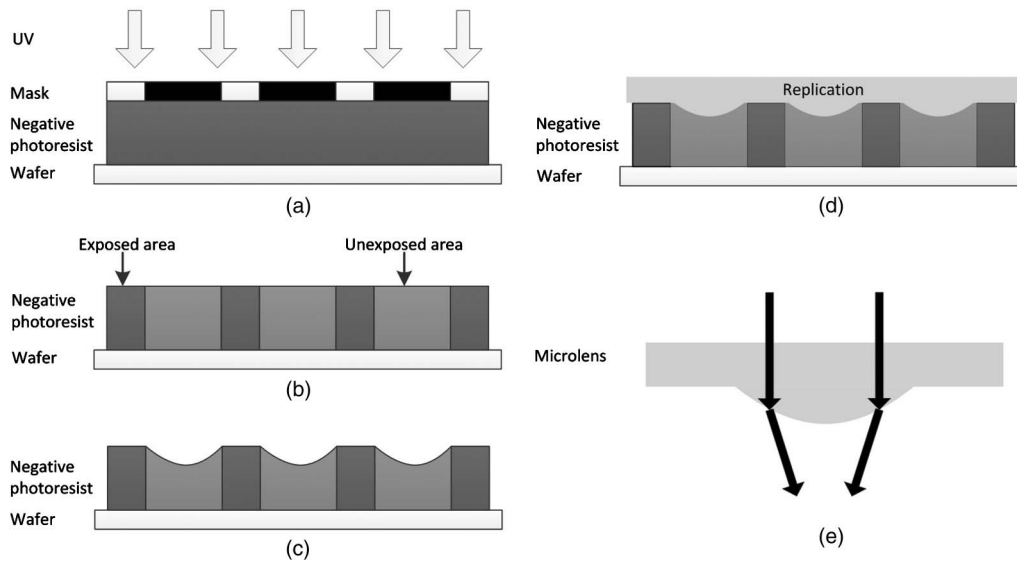 UV
Mask
Negative
photoresist
Wafer
(a)
Exposed area
Unexposed area
Negative
photoresist
Wafer
(b)
Negative
photoresist
Wafer
(c)
Replication
Negative
photoresist
Wafer
(d)
Microlens
(e)